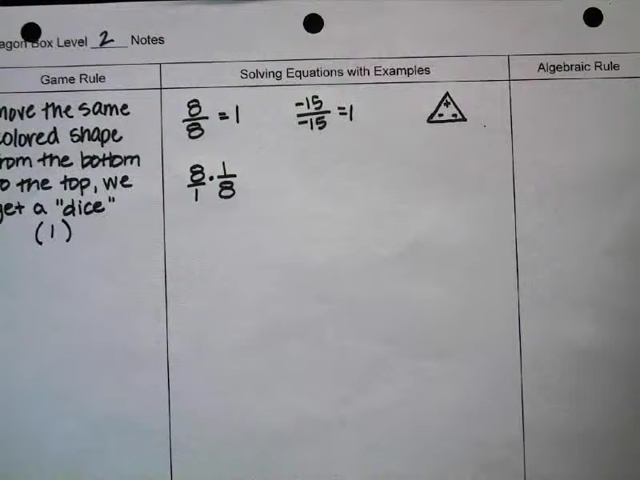 agon Box Level 2 Notes
Game Rule
Solving Equations with Examples
Algebraic Rule
move the same
colored shape
from the bottom
to the top, we
get a "dice"
(1)
8/8 = 1
-15/-15 = 1
+
- -
8/1 · 1/8